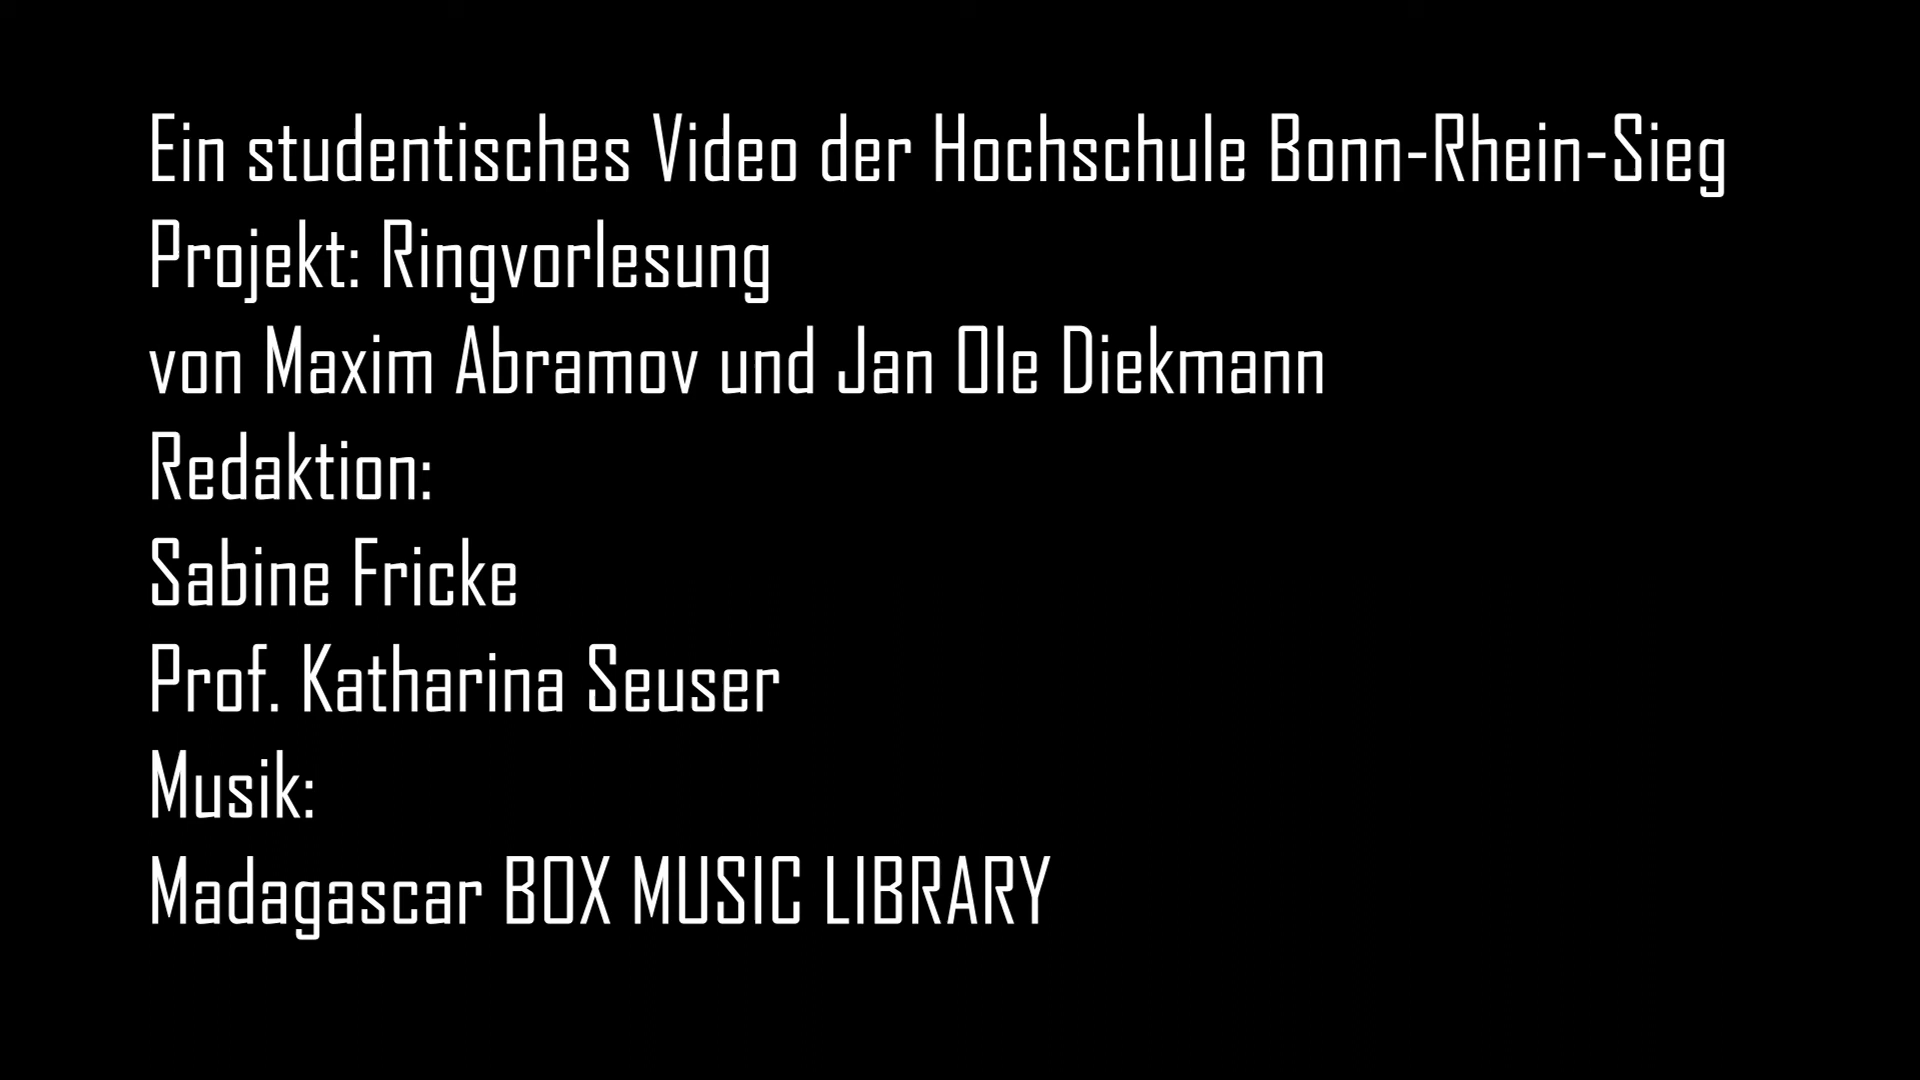 Ein studentisches Video der Hochschule Bonn-Rhein-Sieg
Projekt: Ringvorlesung
von Maxim Abramov und Jan Ole Diekmann
Redaktion:
Sabine Fricke
Prof. Katharina Seuser
Musik:
Madagascar BOX MUSIC LIBRARY